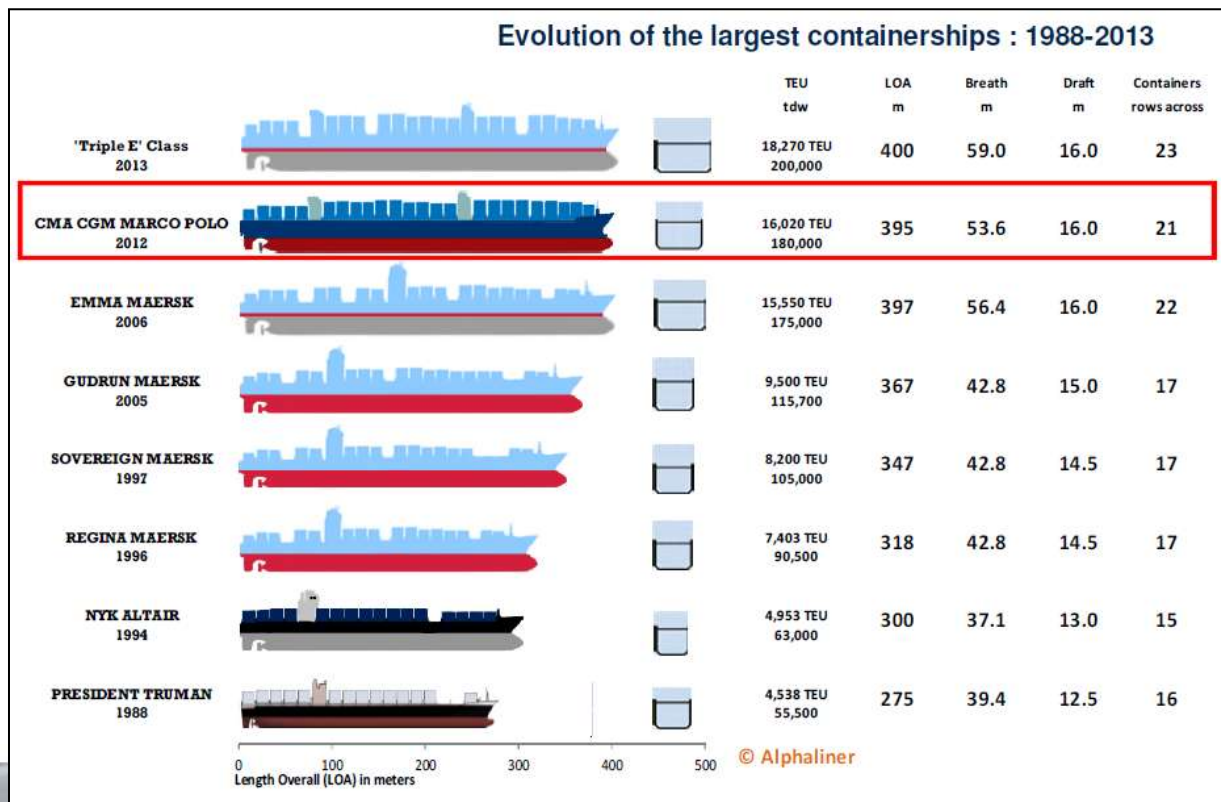 Evolution of the largest containerships : 1988-2013
TEU LOA Breath Draft Containers
tdw m m m rows across
'Triple E' Class
2013
18,270 TEU
200,000
400 59.0 16.0 23
CMA CGM MARCO POLO
2012
16,020 TEU
180,000
395 53.6 16.0 21
EMMA MAERSK
2006
15,550 TEU
175,000
397 56.4 16.0 22
GUDRUN MAERSK
2005
9,500 TEU
115,700
367 42.8 15.0 17
SOVEREIGN MAERSK
1997
8,200 TEU
105,000
347 42.8 14.5 17
REGINA MAERSK
1996
7,403 TEU
90,500
318 42.8 14.5 17
NYK ALTAIR
1994
4,953 TEU
63,000
300 37.1 13.0 15
PRESIDENT TRUMAN
1988
4,538 TEU
55,500
275 39.4 12.5 16
0 100 200 300 400 500
Length Overall (LOA) in meters
© Alphaliner